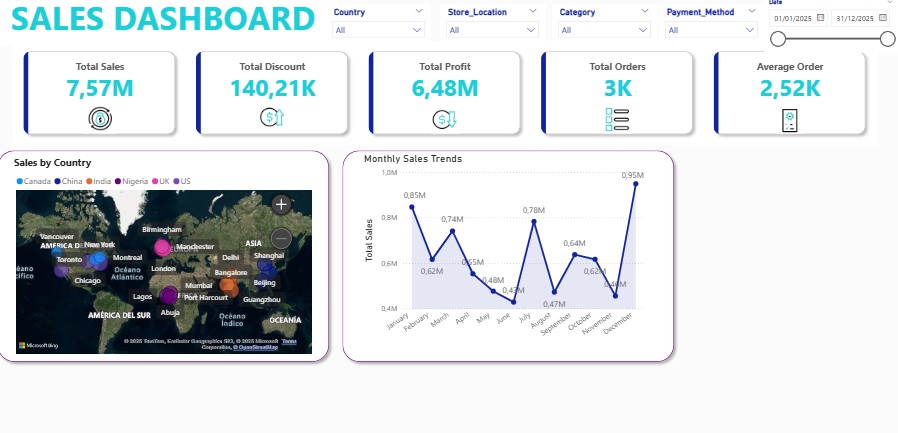 SALES DASHBOARD
Country
All
Store_Location
All
Category
All
Payment_Method
All
Date
01/01/2025
31/12/2025
Total Sales
7,57M
Total Discount
140,21K
Total Profit
6,48M
Total Orders
3K
Average Order
2,52K
Sales by Country
Canada China India Nigeria UK US
Birmingham
Vancouver
New York
Manchester
ASIA
AMÉRICA DE
Toronto
Montreal
Delhi
Shanghai
London
Océano
Atlántico
Bangalore
Chicago
Mumbai
Beijing
Lagos
Port Harcourt
Guangzhou
Abuja
AMÉRICA DEL SUR
Océano
Índico
OCEANÍA
Microsoft Bing
© 2025 TomTom, Earthstar Geographics SIO, © 2025 Microsoft
Corporation, © OpenStreetMap
Terms
Monthly Sales Trends
Total Sales
1,0M
0,8M
0,6M
0,4M
0,85M
0,62M
0,74M
0,55M
0,48M
0,43M
0,78M
0,47M
0,64M
0,62M
0,46M
0,95M
January
February
March
April
May
June
July
August
September
October
November
December